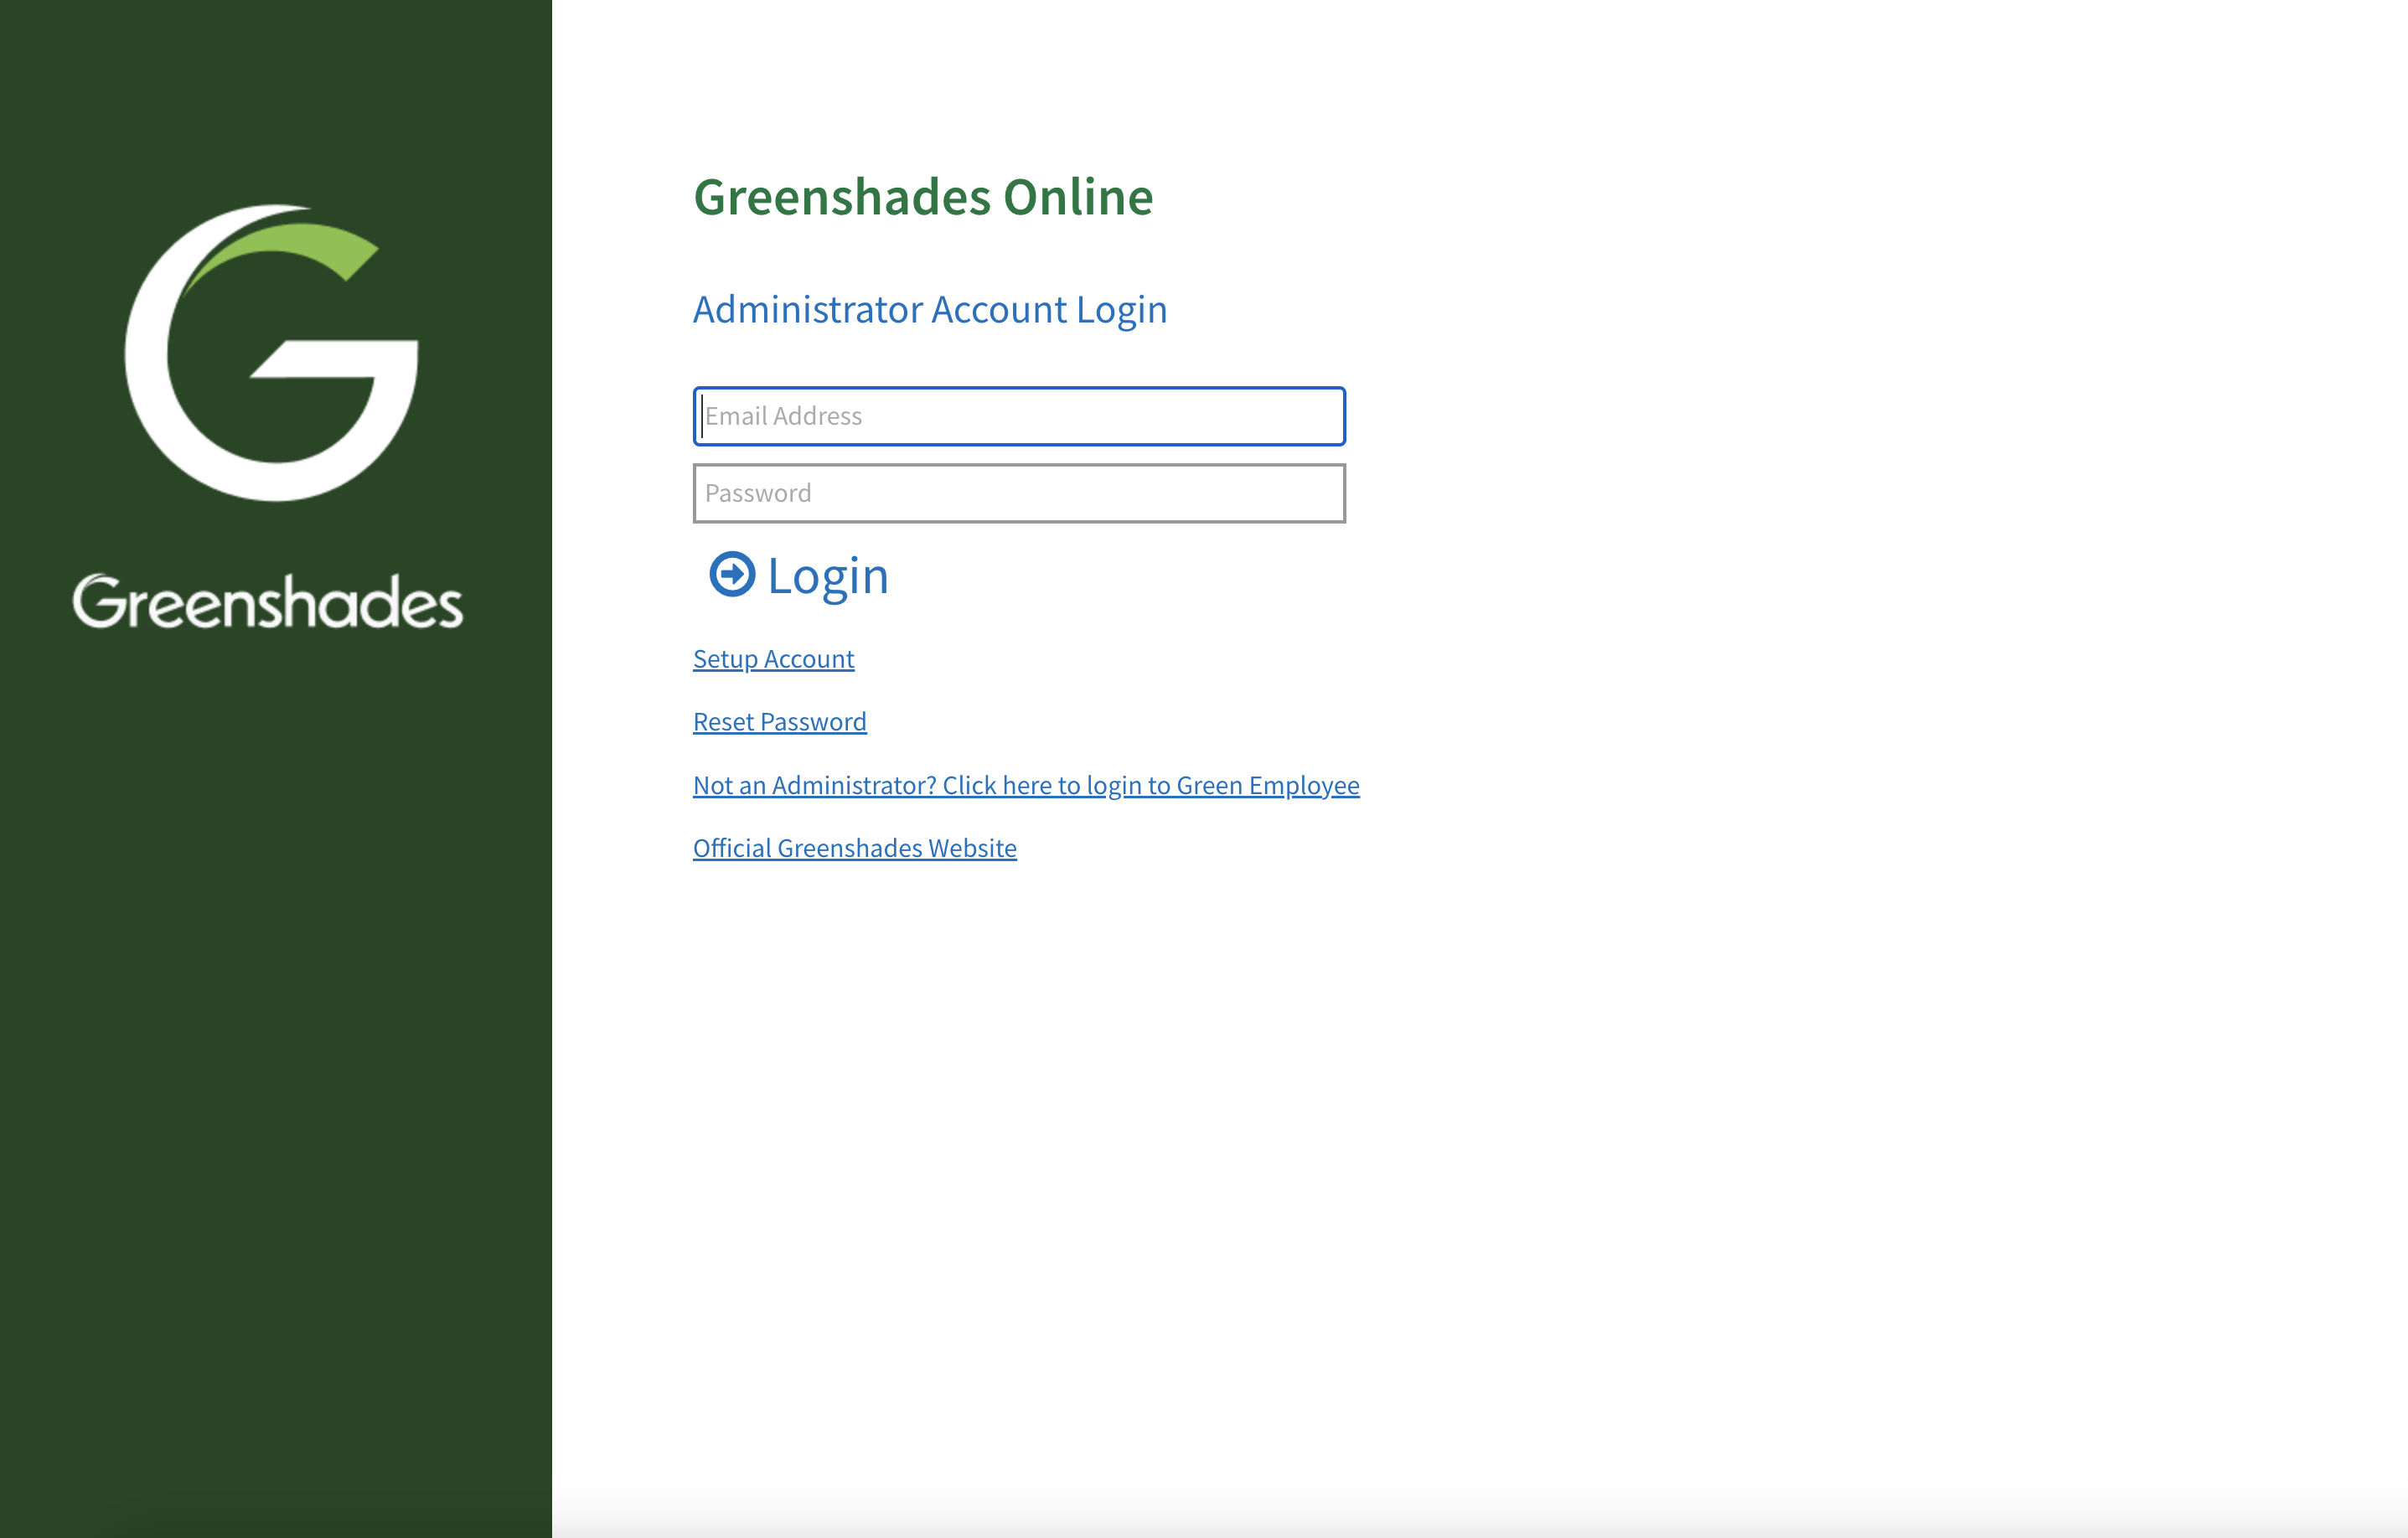 Greenshades
Greenshades Online
Administrator Account Login
Email Address
Password
Login
Setup Account
Reset Password
Not an Administrator? Click here to login to Green Employee
Official Greenshades Website